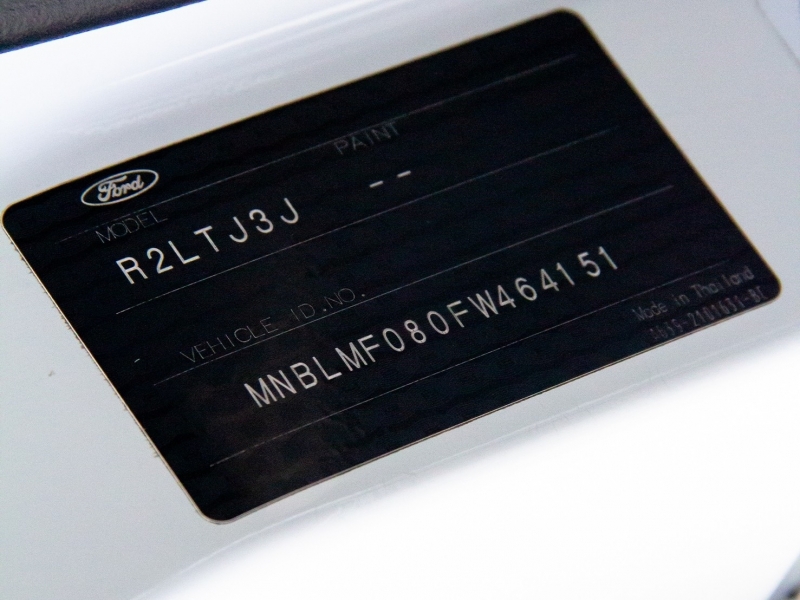 Ford
PAINT
MODEL
R2LTJ3J --
VEHICLE ID.NO.
MNBLMF080FW464151
Made in Thailand